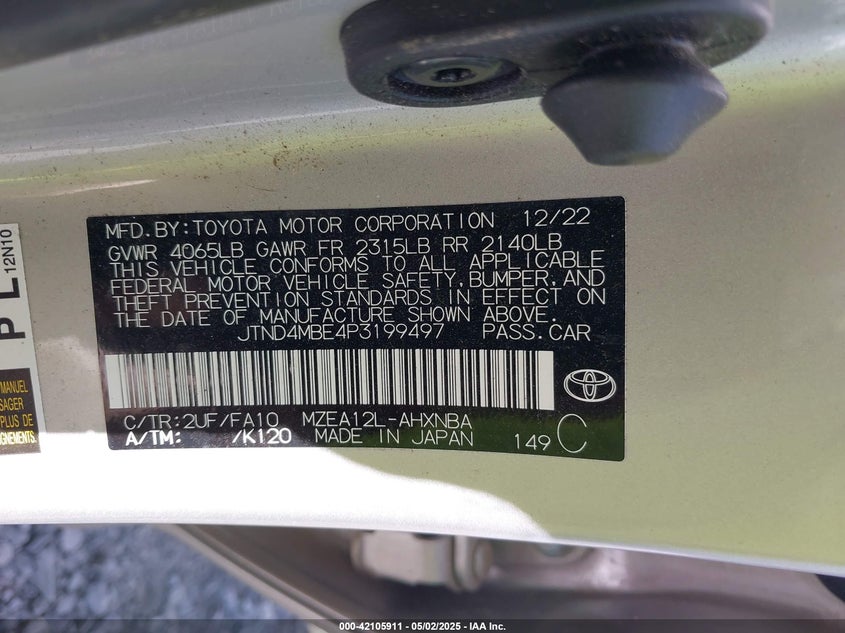 MFD.BY:TOYOTA MOTOR CORPORATION 12/22
GVWR 4065LB GAWR FR 2315LB RR 2140LB
THIS VEHICLE CONFORMS TO ALL APPLICABLE
FEDERAL MOTOR VEHICLE SAFETY,BUMPER,AND
THEFT PREVENTION STANDARDS IN EFFECT ON
THE DATE OF MANUFACTURE SHOWN ABOVE.
JTND4MBE4P3199497 PASS.CAR
C/TR:2UF/FA10 MZEA12L-AHXNBA
A/TM: /K120 MADE IN JAPAN 149 C
P L 12N10
MANUEL
SAGER
PLUS DE
IGNEMENTS.
000-42105911 - 05/02/2025 - IAA Inc.